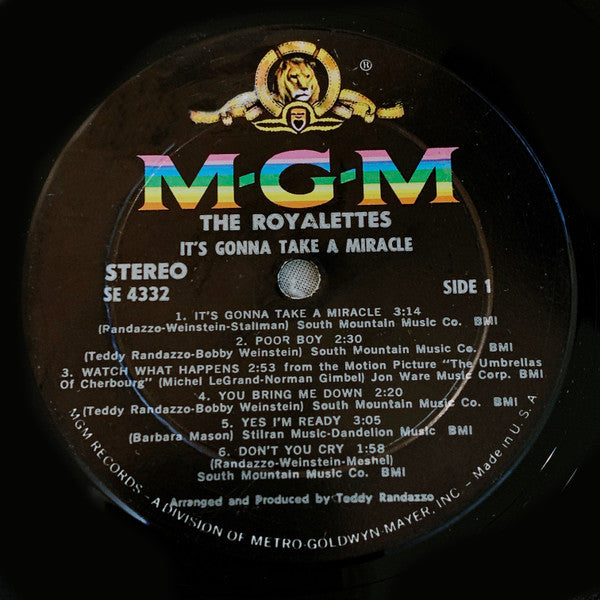 ®
M-G-M
THE ROYALETTES
IT'S GONNA TAKE A MIRACLE
STEREO
SE 4332
SIDE 1
1. IT'S GONNA TAKE A MIRACLE 3:14
(Randazzo-Weinstein-Stallman) South Mountain Music Co. BMI
2. POOR BOY 2:30
(Teddy Randazzo-Bobby Weinstein) South Mountain Music Co. BMI
3. WATCH WHAT HAPPENS 2:53 from the Motion Picture "The Umbrellas
Of Cherbourg" (Michel LeGrand-Norman Gimbel) Jon Ware Music Corp. BMI
4. YOU BRING ME DOWN 2:20
(Teddy Randazzo-Bobby Weinstein) South Mountain Music Co. BMI
5. YES I'M READY 3:05
(Barbara Mason) Stilran Music-Dandelion Music BMI
6. DON'T YOU CRY 1:58
(Randazzo-Weinstein-Meshel)
South Mountain Music Co. BMI
Arranged and Produced by Teddy Randazzo
MGM RECORDS - A DIVISION OF METRO-GOLDWYN-MAYER, INC. - Made in U.S.A